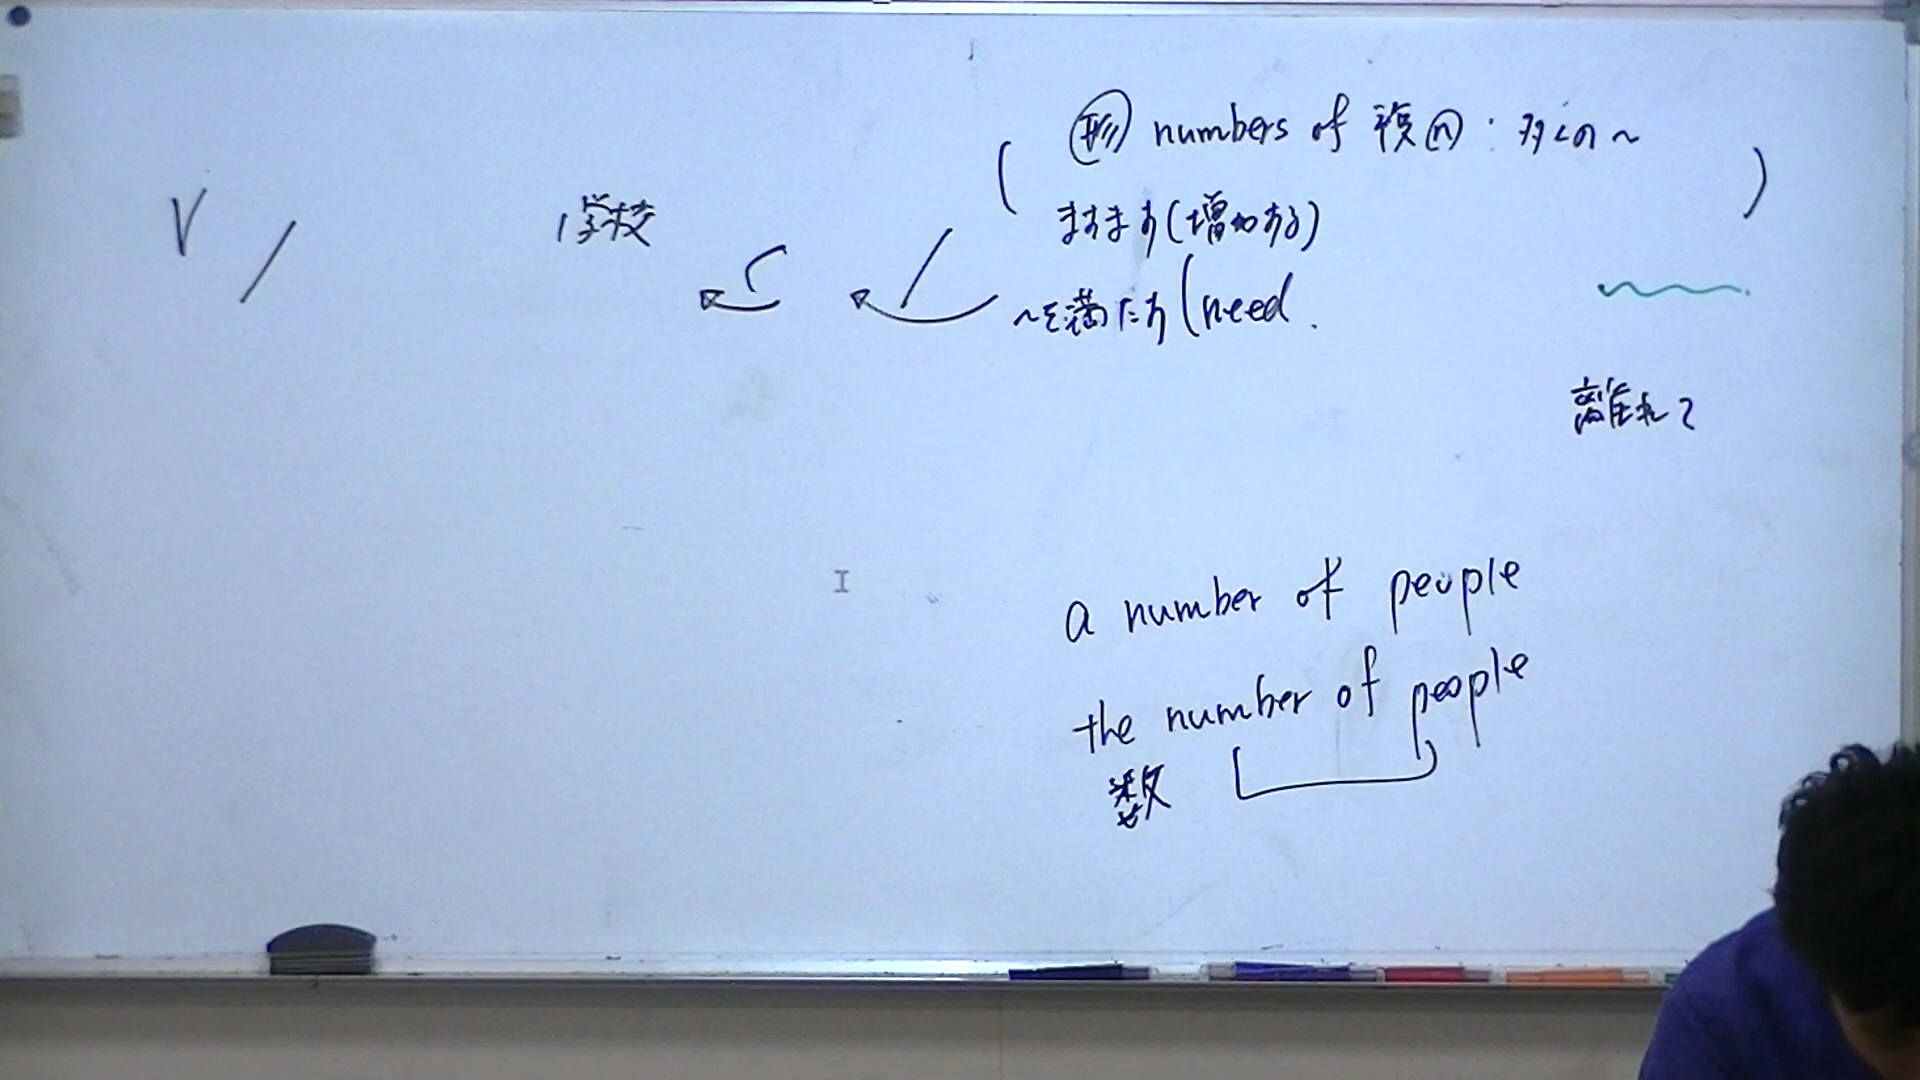 V
学校
(形) numbers of 複(n) : 多くの〜
ますます(増加する)
〜を満たす(need.
離れて
a number of people
the number of people
数